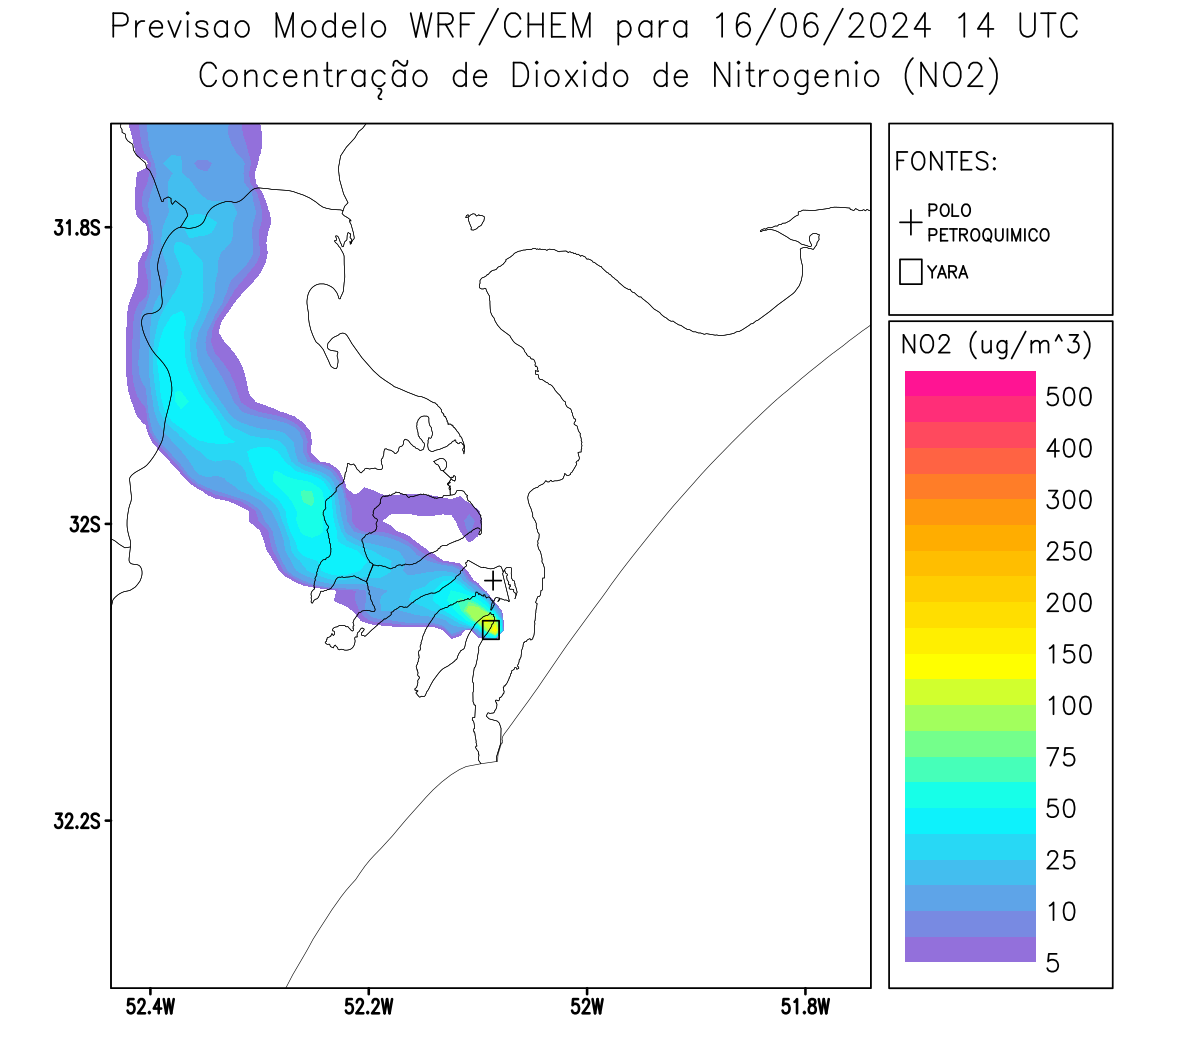 Previsao Modelo WRF/CHEM para 16/06/2024 14 UTC
Concentração de Dioxido de Nitrogenio (NO2)
FONTES:
POLO
PETROQUIMICO
YARA
31.8S
32S
32.2S
52.4W
52.2W
52W
51.8W
NO2 (ug/m^3)
500
400
300
250
200
150
100
75
50
25
10
5